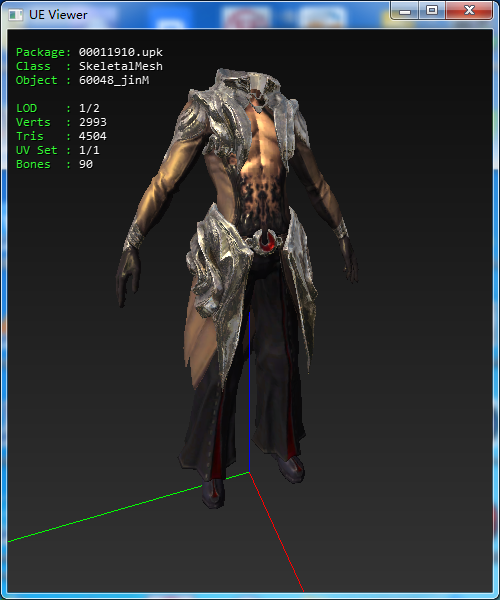 UE Viewer
Package: 00011910.upk
Class : SkeletalMesh
Object : 60048_jinM
LOD : 1/2
Verts : 2993
Tris : 4504
UV Set : 1/1
Bones : 90